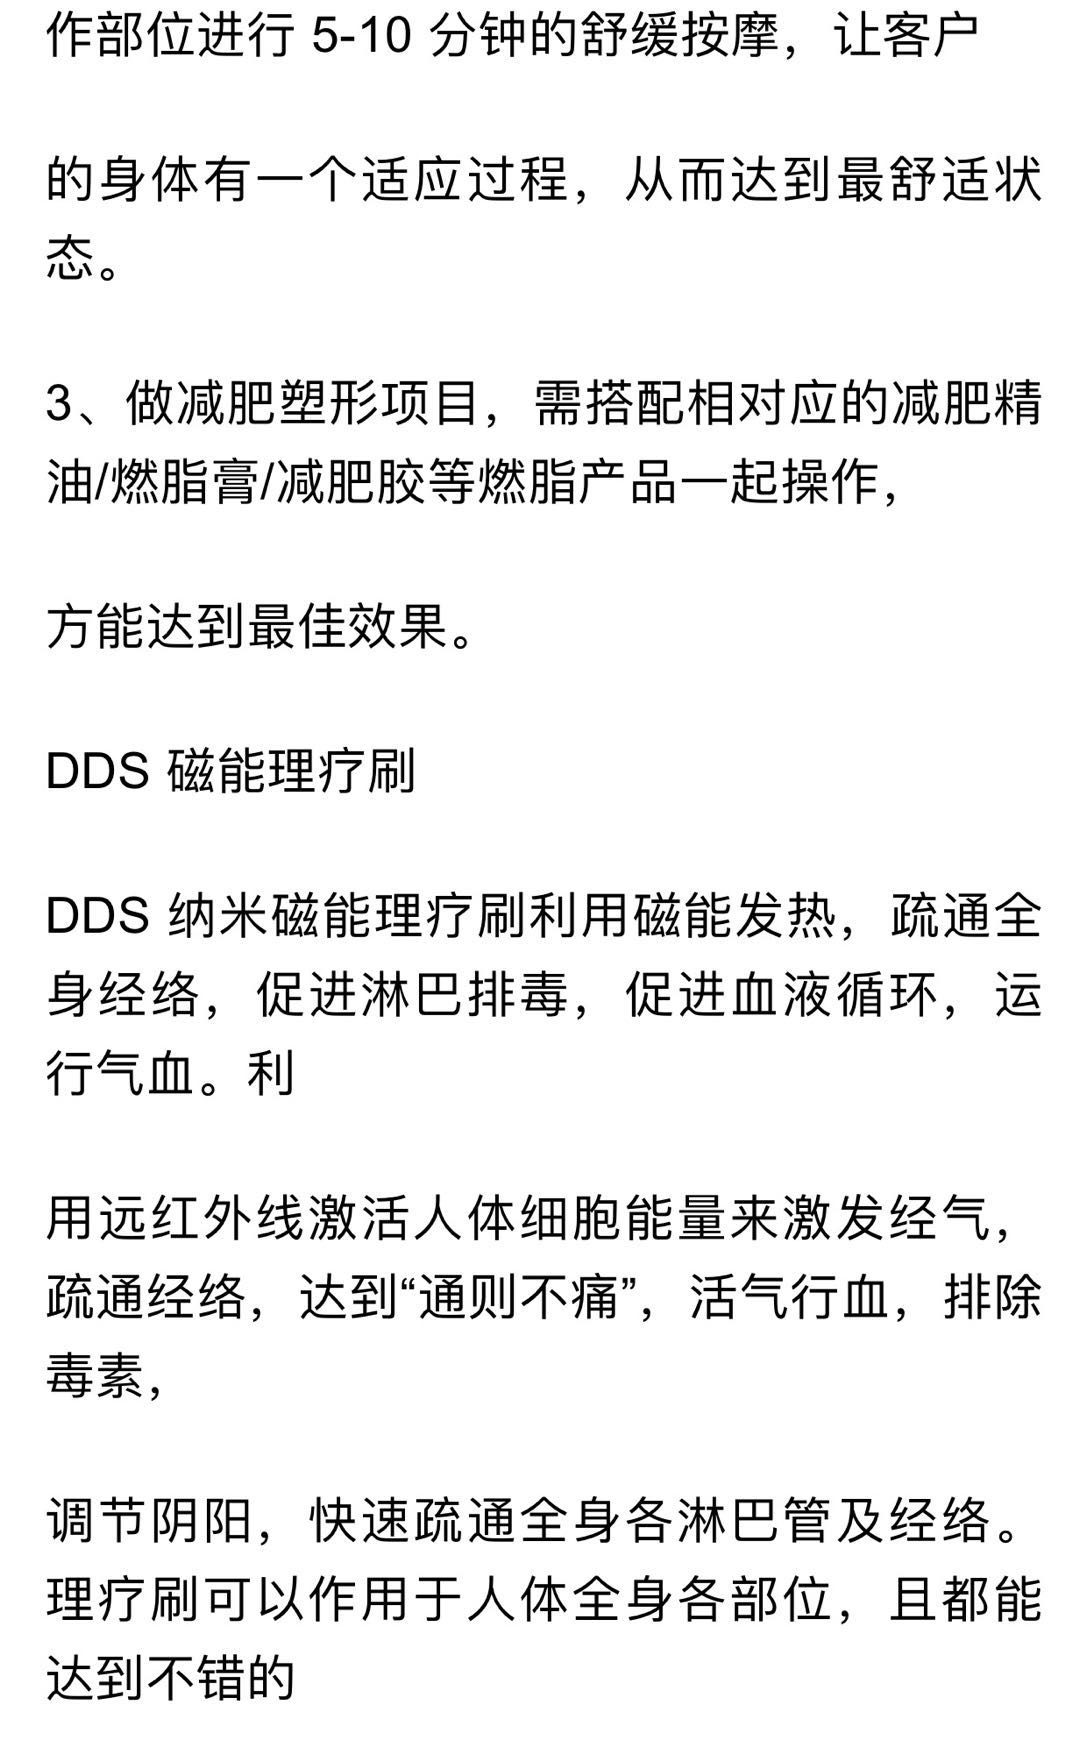 作部位进行 5-10 分钟的舒缓按摩，让客户
的身体有一个适应过程，从而达到最舒适状
态。
3、做减肥塑形项目，需搭配相对应的减肥精
油/燃脂膏/减肥胶等燃脂产品一起操作，
方能达到最佳效果。
DDS 磁能理疗刷
DDS 纳米磁能理疗刷利用磁能发热，疏通全
身经络，促进淋巴排毒，促进血液循环，运
行气血。利
用远红外线激活人体细胞能量来激发经气，
疏通经络，达到“通则不痛”，活气行血，排除
毒素，
调节阴阳，快速疏通全身各淋巴管及经络。
理疗刷可以作用于人体全身各部位，且都能
达到不错的